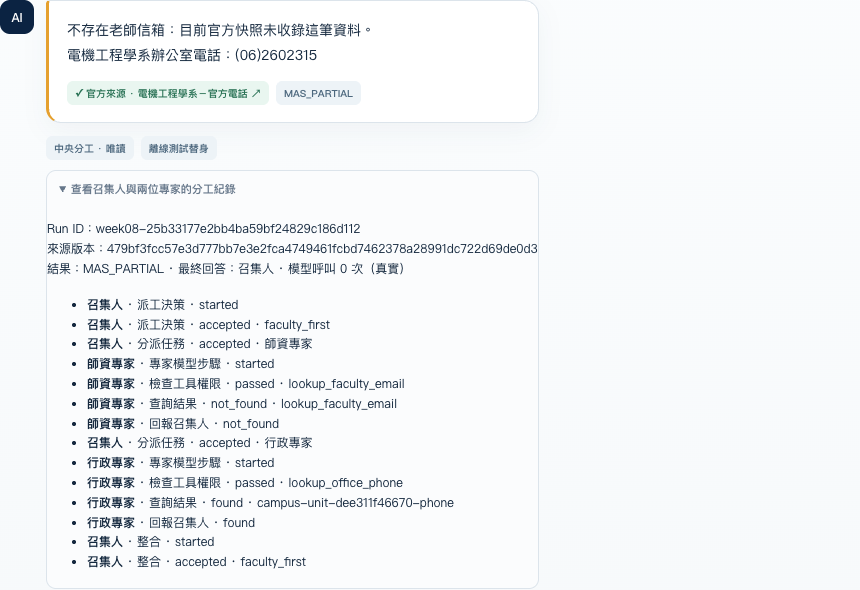 AI
不存在老師信箱：目前官方快照未收錄這筆資料。
電機工程學系辦公室電話：(06)2602315
✓ 官方來源 · 電機工程學系－官方電話 ↗ MAS_PARTIAL
中央分工 · 唯讀 離線測試替身
▼ 查看召集人與兩位專家的分工紀錄
Run ID：week08-25b33177e2bb4ba59bf24829c186d112
來源版本：479bf3fcc57e3d777bb7e3e2fca4749461fcbd7462378a28991dc722d69de0d3
結果：MAS_PARTIAL · 最終回答：召集人 · 模型呼叫 0 次（真實）
• 召集人 · 派工決策 · started
• 召集人 · 派工決策 · accepted · faculty_first
• 召集人 · 分派任務 · accepted · 師資專家
• 師資專家 · 專家模型步驟 · started
• 師資專家 · 檢查工具權限 · passed · lookup_faculty_email
• 師資專家 · 查詢結果 · not_found · lookup_faculty_email
• 師資專家 · 回報召集人 · not_found
• 召集人 · 分派任務 · accepted · 行政專家
• 行政專家 · 專家模型步驟 · started
• 行政專家 · 檢查工具權限 · passed · lookup_office_phone
• 行政專家 · 查詢結果 · found · campus-unit-dee311f46670-phone
• 行政專家 · 回報召集人 · found
• 召集人 · 整合 · started
• 召集人 · 整合 · accepted · faculty_first